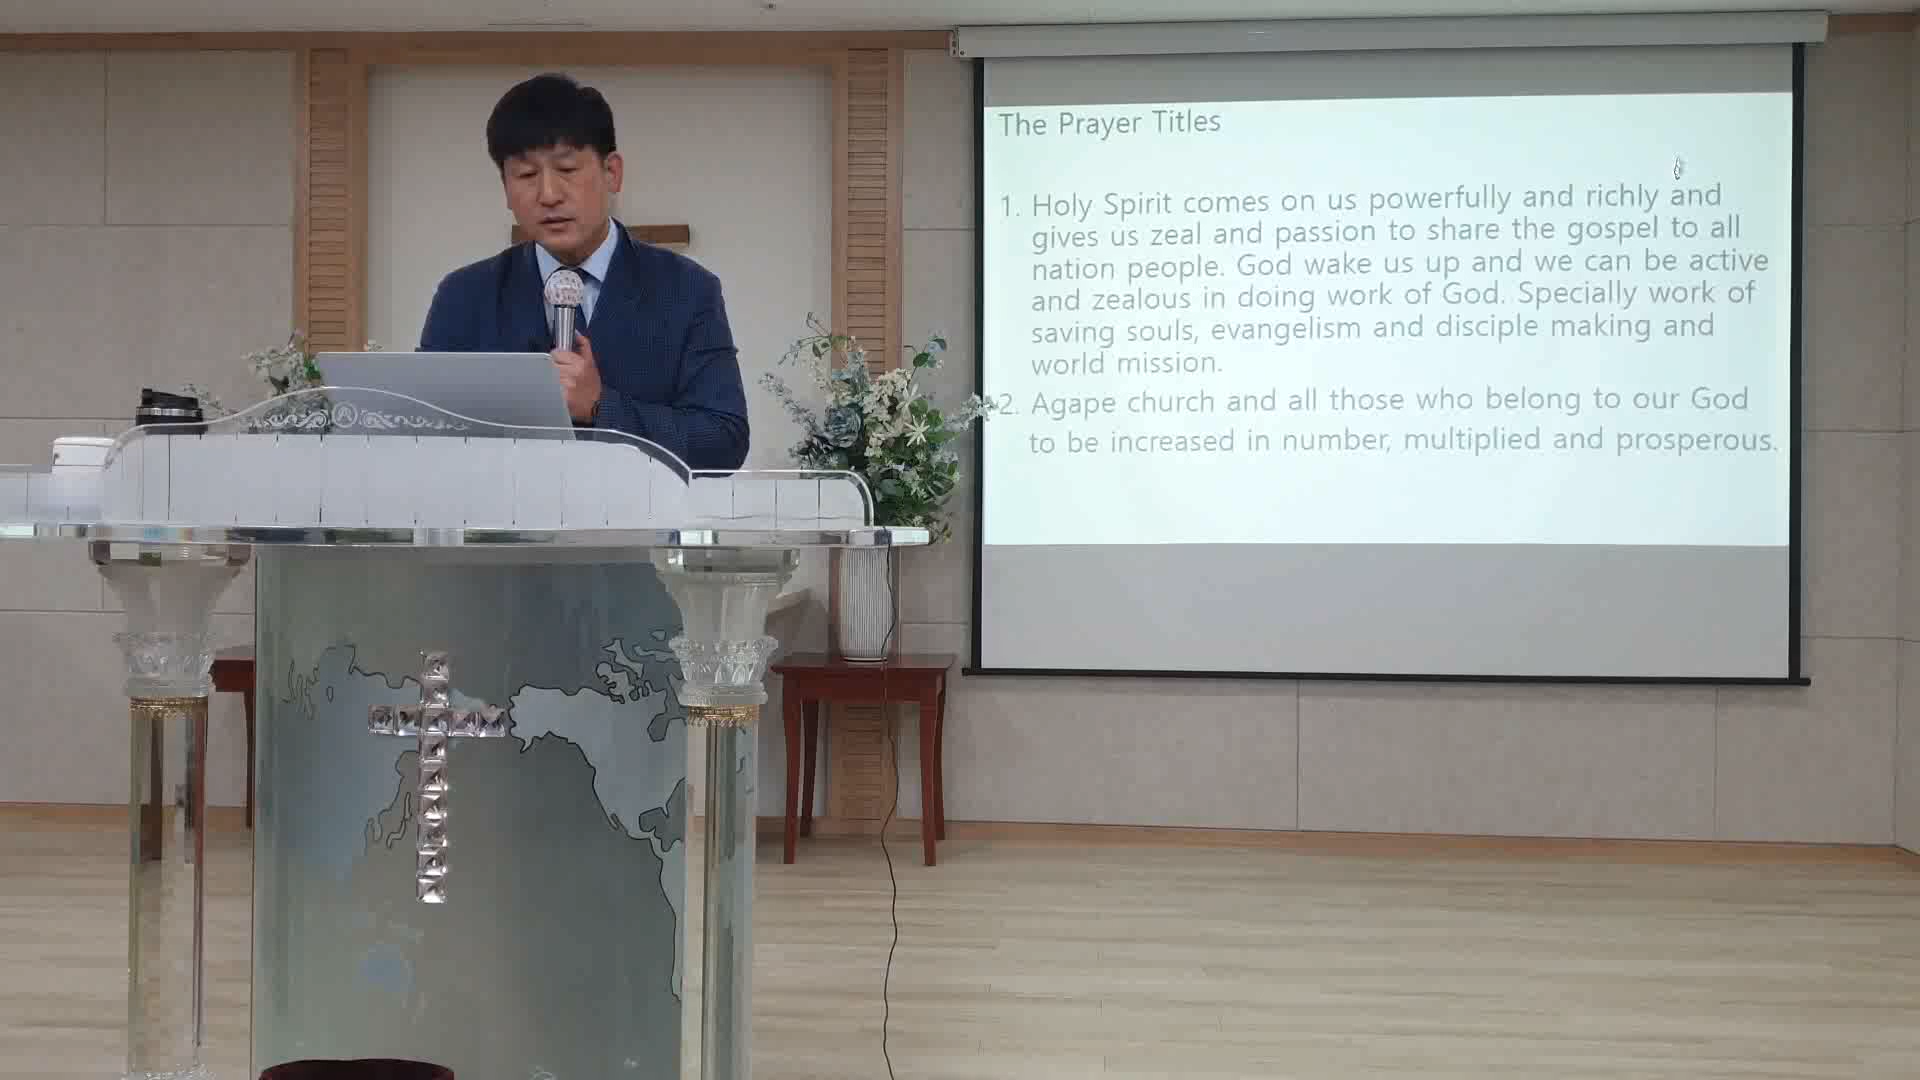 The Prayer Titles
1. Holy Spirit comes on us powerfully and richly and
gives us zeal and passion to share the gospel to all
nation people. God wake us up and we can be active
and zealous in doing work of God. Specially work of
saving souls, evangelism and disciple making and
world mission.
2. Agape church and all those who belong to our God
to be increased in number, multiplied and prosperous.